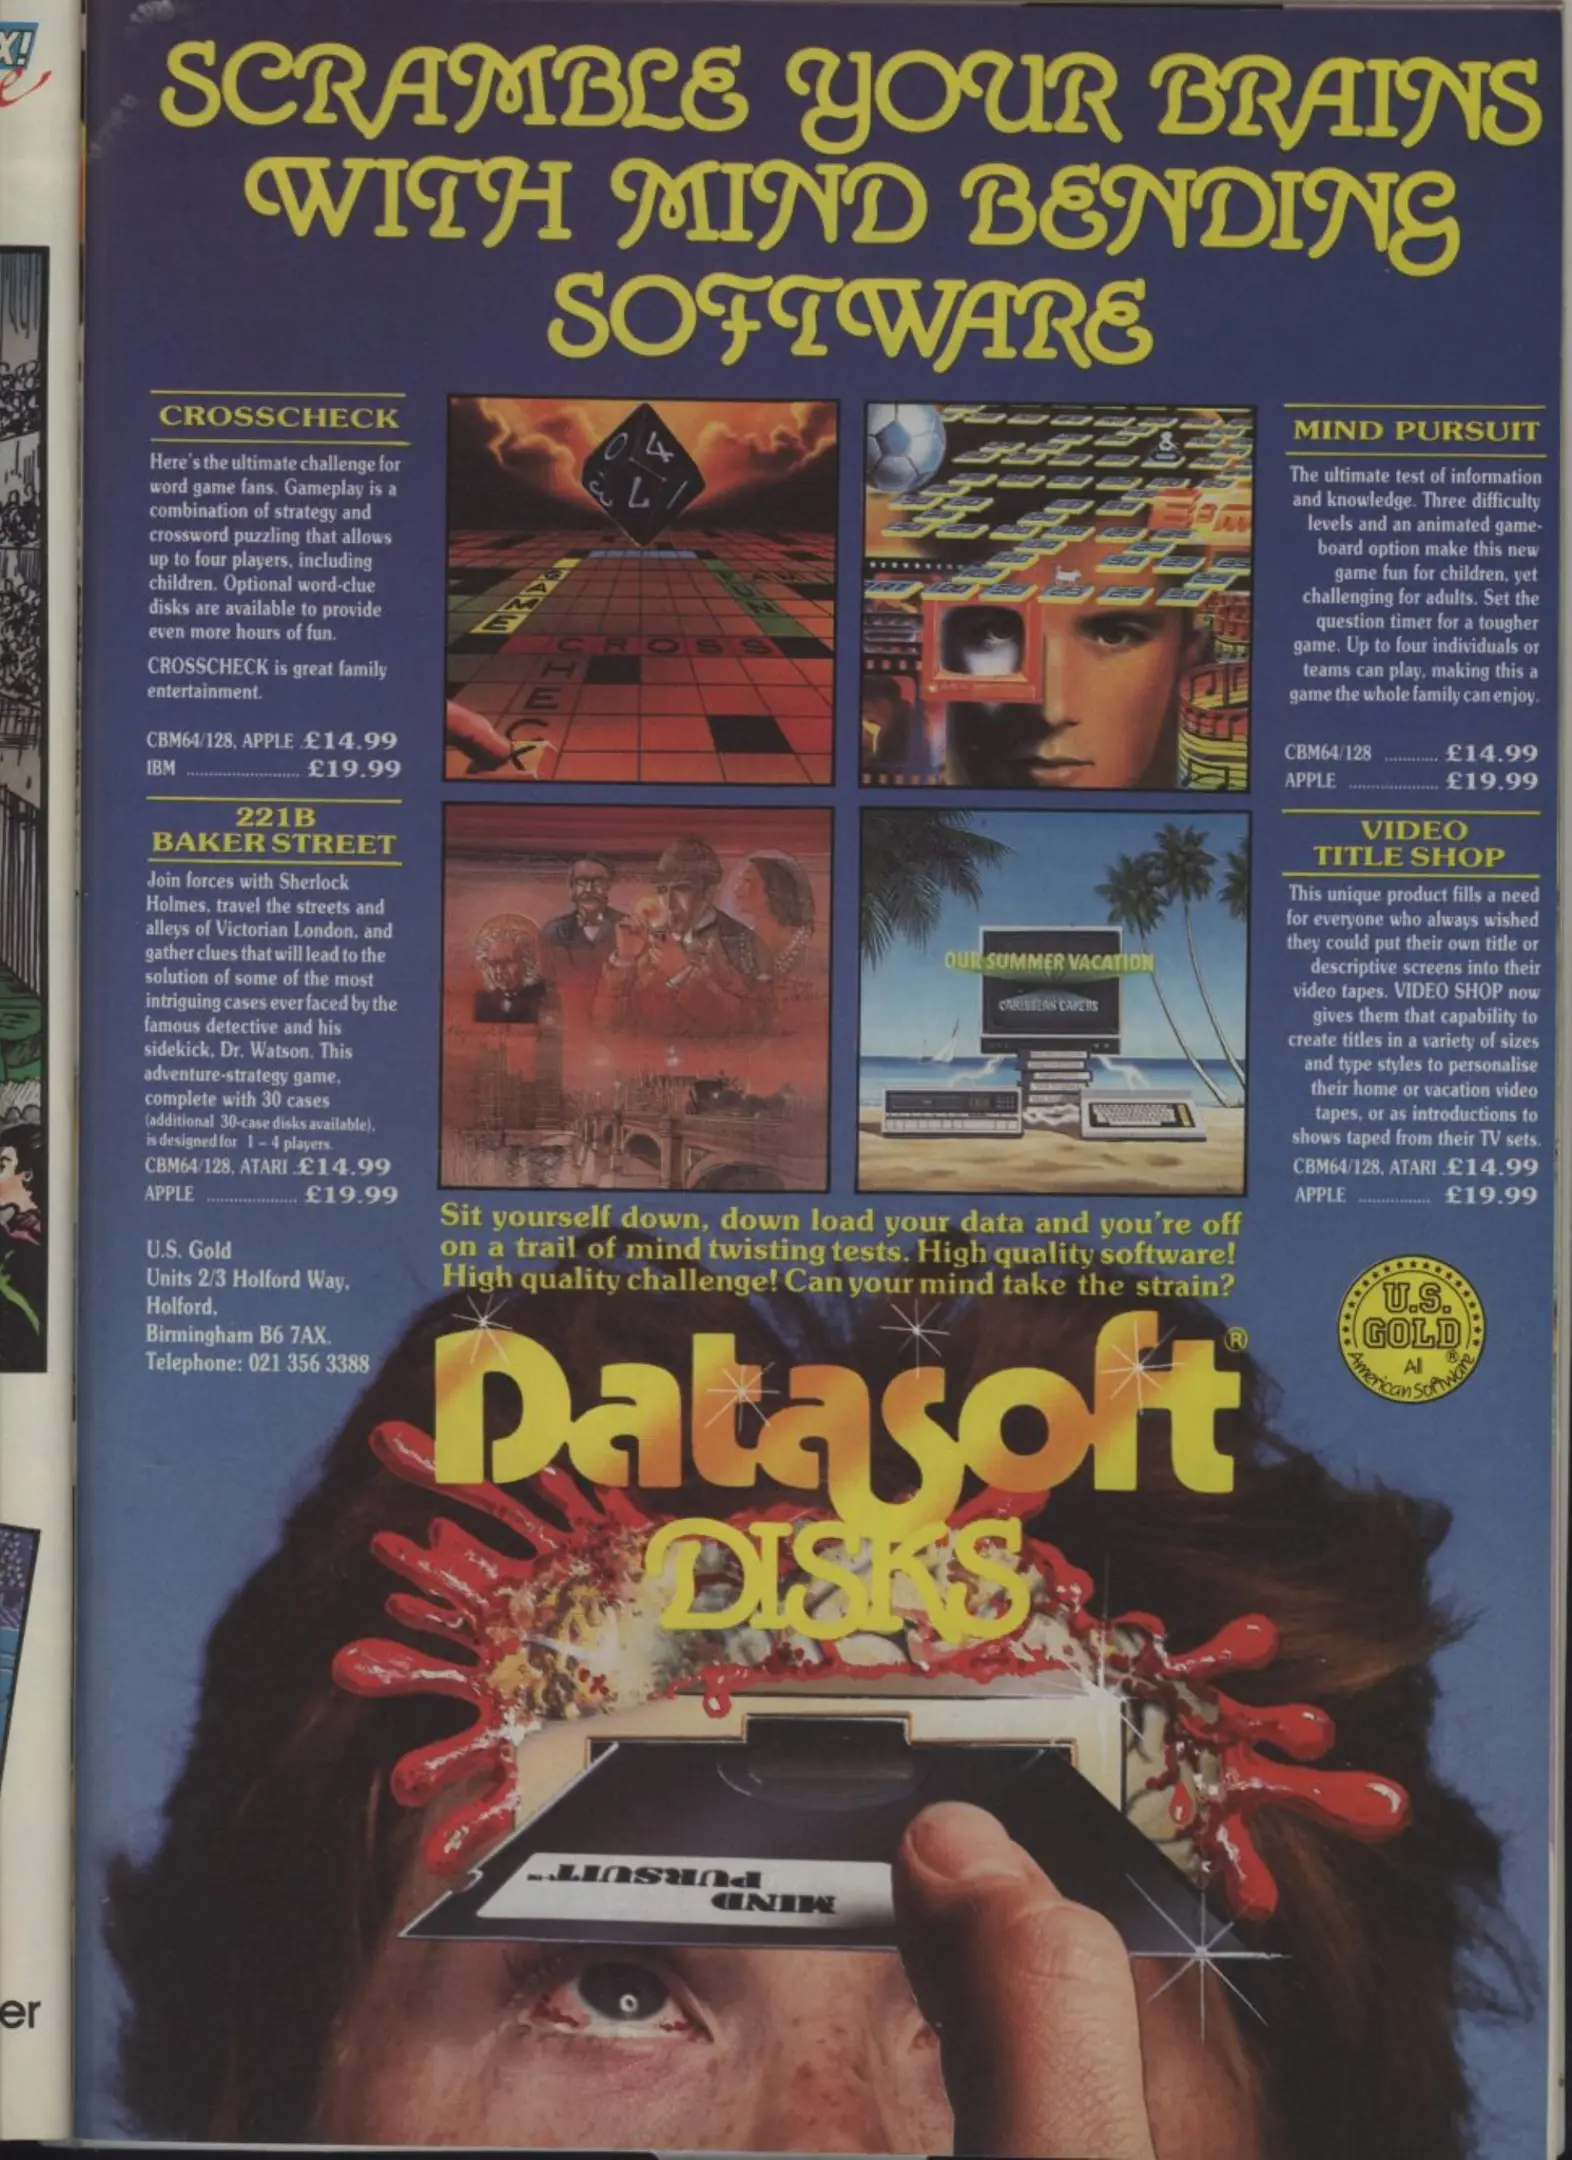 SCRAMBLE YOUR BRAINS
WITH MIND BENDING
SOFTWARE
CROSSCHECK
Here's the ultimate challenge for
word game fans. Gameplay is a
combination of strategy and
crossword puzzling that allows
up to four players, including
children. Optional word-clue
disks are available to provide
even more hours of fun.
CROSSCHECK is great family
entertainment.
CBM64/128, APPLE .£14.99
IBM .......................... £19.99
221B
BAKER STREET
Join forces with Sherlock
Holmes, travel the streets and
alleys of Victorian London, and
gather clues that will lead to the
solution of some of the most
intriguing cases ever faced by the
famous detective and his
sidekick, Dr. Watson. This
adventure-strategy game,
complete with 30 cases
(additional 30-case disks available),
is designed for 1 – 4 players.
CBM64/128, ATARI .£14.99
APPLE .................... £19.99
U.S. Gold
Units 2/3 Holford Way,
Holford,
Birmingham B6 7AX.
Telephone: 021 356 3388
0 4
3 L 1
GAME
FUN
CROSS
HECK
OUR SUMMER VACATION
CARIBBEAN CAPERS
MIND PURSUIT
The ultimate test of information
and knowledge. Three difficulty
levels and an animated game-
board option make this new
game fun for children, yet
challenging for adults. Set the
question timer for a tougher
game. Up to four individuals or
teams can play, making this a
game the whole family can enjoy.
CBM64/128 ............ £14.99
APPLE .................... £19.99
VIDEO
TITLE SHOP
This unique product fills a need
for everyone who always wished
they could put their own title or
descriptive screens into their
video tapes. VIDEO SHOP now
gives them that capability to
create titles in a variety of sizes
and type styles to personalise
their home or vacation video
tapes, or as introductions to
shows taped from their TV sets.
CBM64/128, ATARI .£14.99
APPLE ................ £19.99
Sit yourself down, down load your data and you're off
on a trail of mind twisting tests. High quality software!
High quality challenge! Can your mind take the strain?
U.S.
GOLD®
All
American Software
Datasoft®
DISKS
MIND
PURSUIT™
X!
er